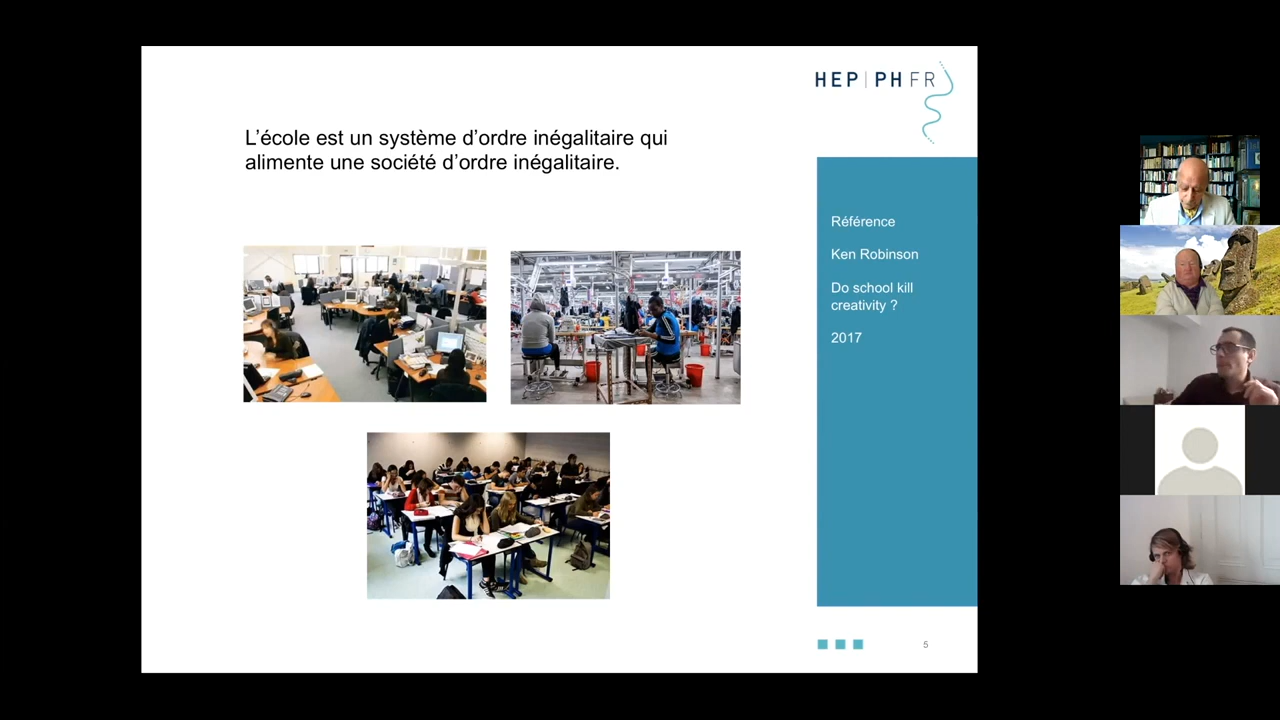 HEP | PH FR
L'école est un système d'ordre inégalitaire qui
alimente une société d'ordre inégalitaire.
Référence
Ken Robinson
Do school kill
creativity ?
2017
5